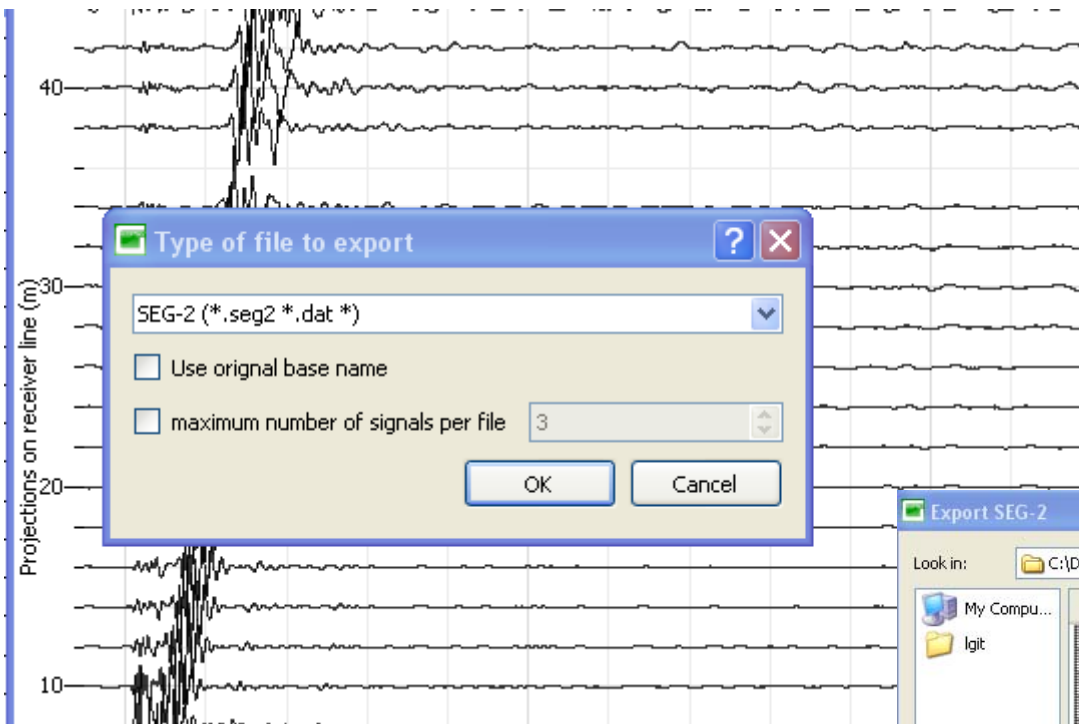 40
Type of file to export
SEG-2 (*.seg2 *.dat *)
Use orignal base name
maximum number of signals per file 3
OK Cancel
Projections on receiver line (m)
30
20
10
Export SEG-2
Look in: C:\D
My Compu...
lgit